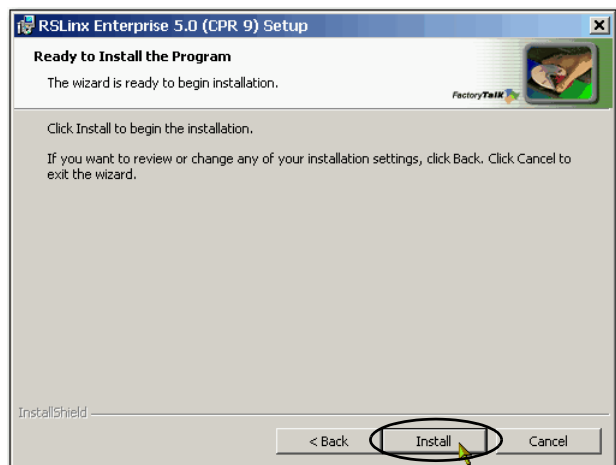 RSLinx Enterprise 5.0 (CPR 9) Setup
Ready to Install the Program
The wizard is ready to begin installation.
FactoryTalk
Click Install to begin the installation.
If you want to review or change any of your installation settings, click Back. Click Cancel to
exit the wizard.
InstallShield
< Back Install Cancel